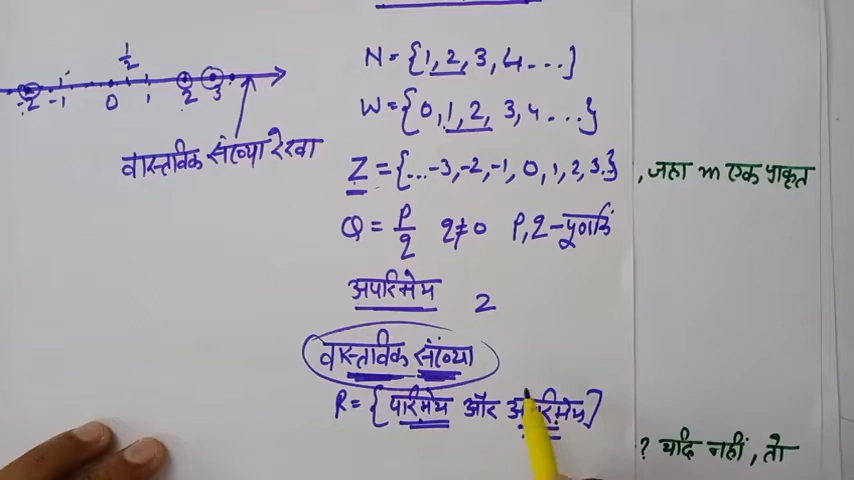 N = {1, 2, 3, 4 ...}
W = {0, 1, 2, 3, 4 ...}
Z = {...-3, -2, -1, 0, 1, 2, 3.}
Q = p/q q≠0 p, q - पूर्णांक
अपरिमेय 2
वास्तविक संख्या
R = {परिमेय और अपरिमेय}
1/2
-2 -1 0 1 2 3
वास्तविक संख्या रेखा
, जहाँ m एक प्राकृत
? यदि नहीं, तो